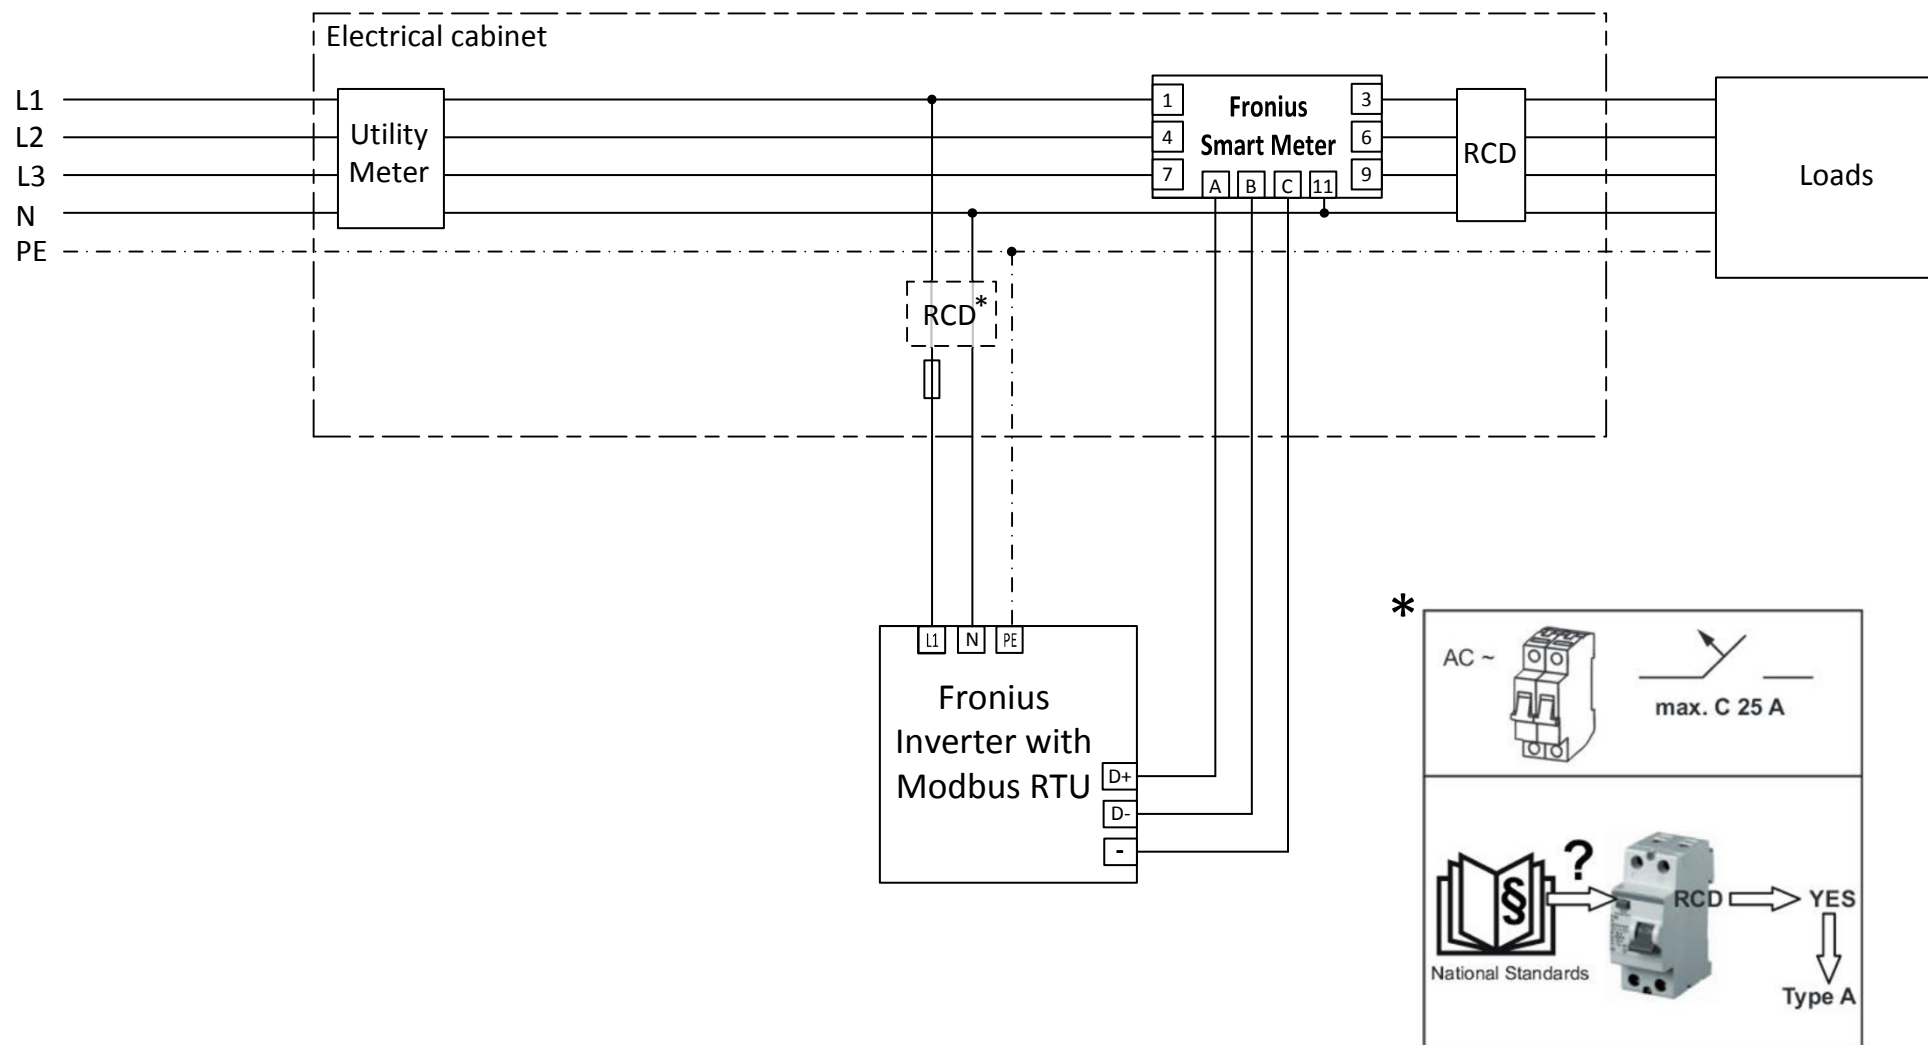 Electrical cabinet
L1
L2
L3
N
PE
Utility
Meter
1
4
7
Fronius
Smart Meter
A
B
C
11
3
6
9
RCD
Loads
RCD*
L1
N
PE
Fronius
Inverter with
Modbus RTU
D+
D-
-
*
AC ~
max. C 25 A
§
?
RCD
YES
National Standards
Type A